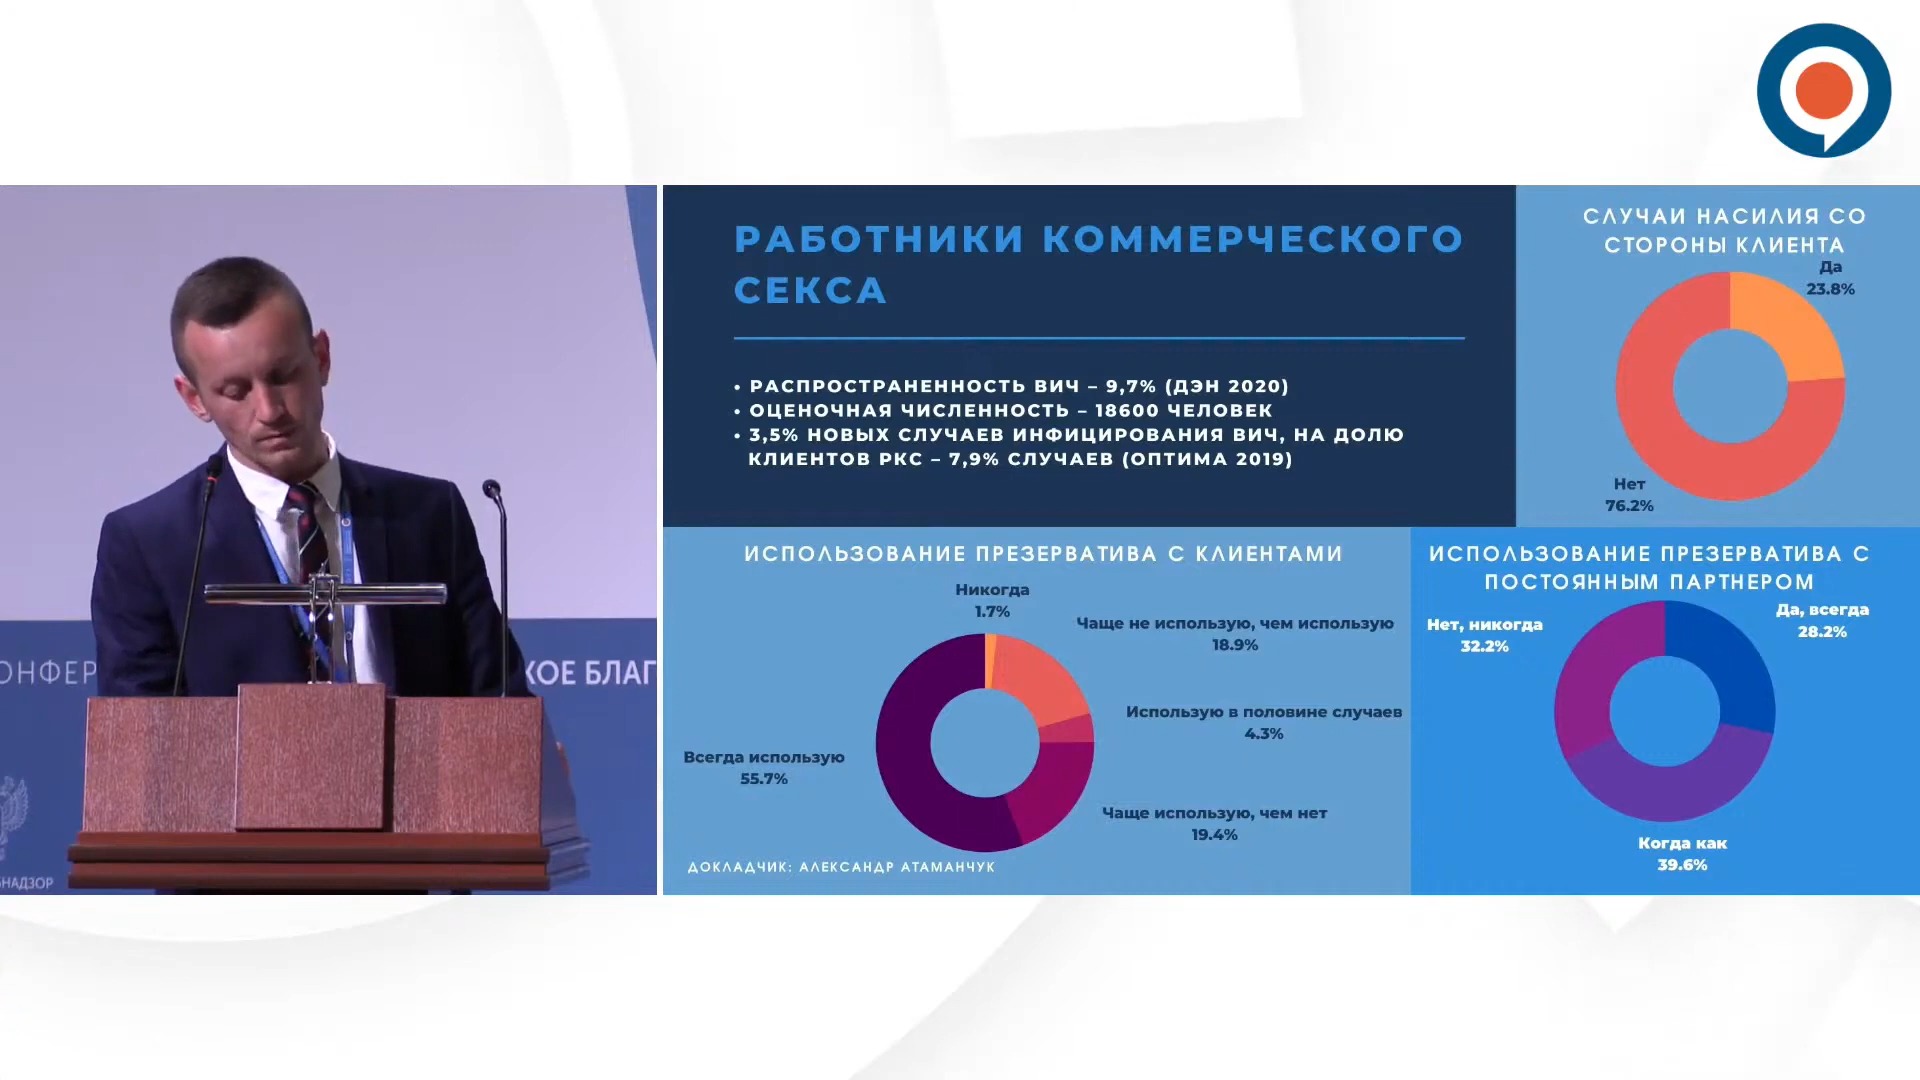 РАБОТНИКИ КОММЕРЧЕСКОГО
СЕКСА
• РАСПРОСТРАНЕННОСТЬ ВИЧ – 9,7% (ДЭН 2020)
• ОЦЕНОЧНАЯ ЧИСЛЕННОСТЬ – 18600 ЧЕЛОВЕК
• 3,5% НОВЫХ СЛУЧАЕВ ИНФИЦИРОВАНИЯ ВИЧ, НА ДОЛЮ
КЛИЕНТОВ РКС – 7,9% СЛУЧАЕВ (ОПТИМА 2019)
СЛУЧАИ НАСИЛИЯ СО
СТОРОНЫ КЛИЕНТА
Да
23.8%
Нет
76.2%
ИСПОЛЬЗОВАНИЕ ПРЕЗЕРВАТИВА С КЛИЕНТАМИ
Никогда
1.7%
Чаще не использую, чем использую
18.9%
Использую в половине случаев
4.3%
Всегда использую
55.7%
Чаще использую, чем нет
19.4%
ДОКЛАДЧИК: АЛЕКСАНДР АТАМАНЧУК
ИСПОЛЬЗОВАНИЕ ПРЕЗЕРВАТИВА С
ПОСТОЯННЫМ ПАРТНЕРОМ
Да, всегда
28.2%
Нет, никогда
32.2%
Когда как
39.6%
ОНФЕР
КОЕ БЛАГ
БНАДЗОР